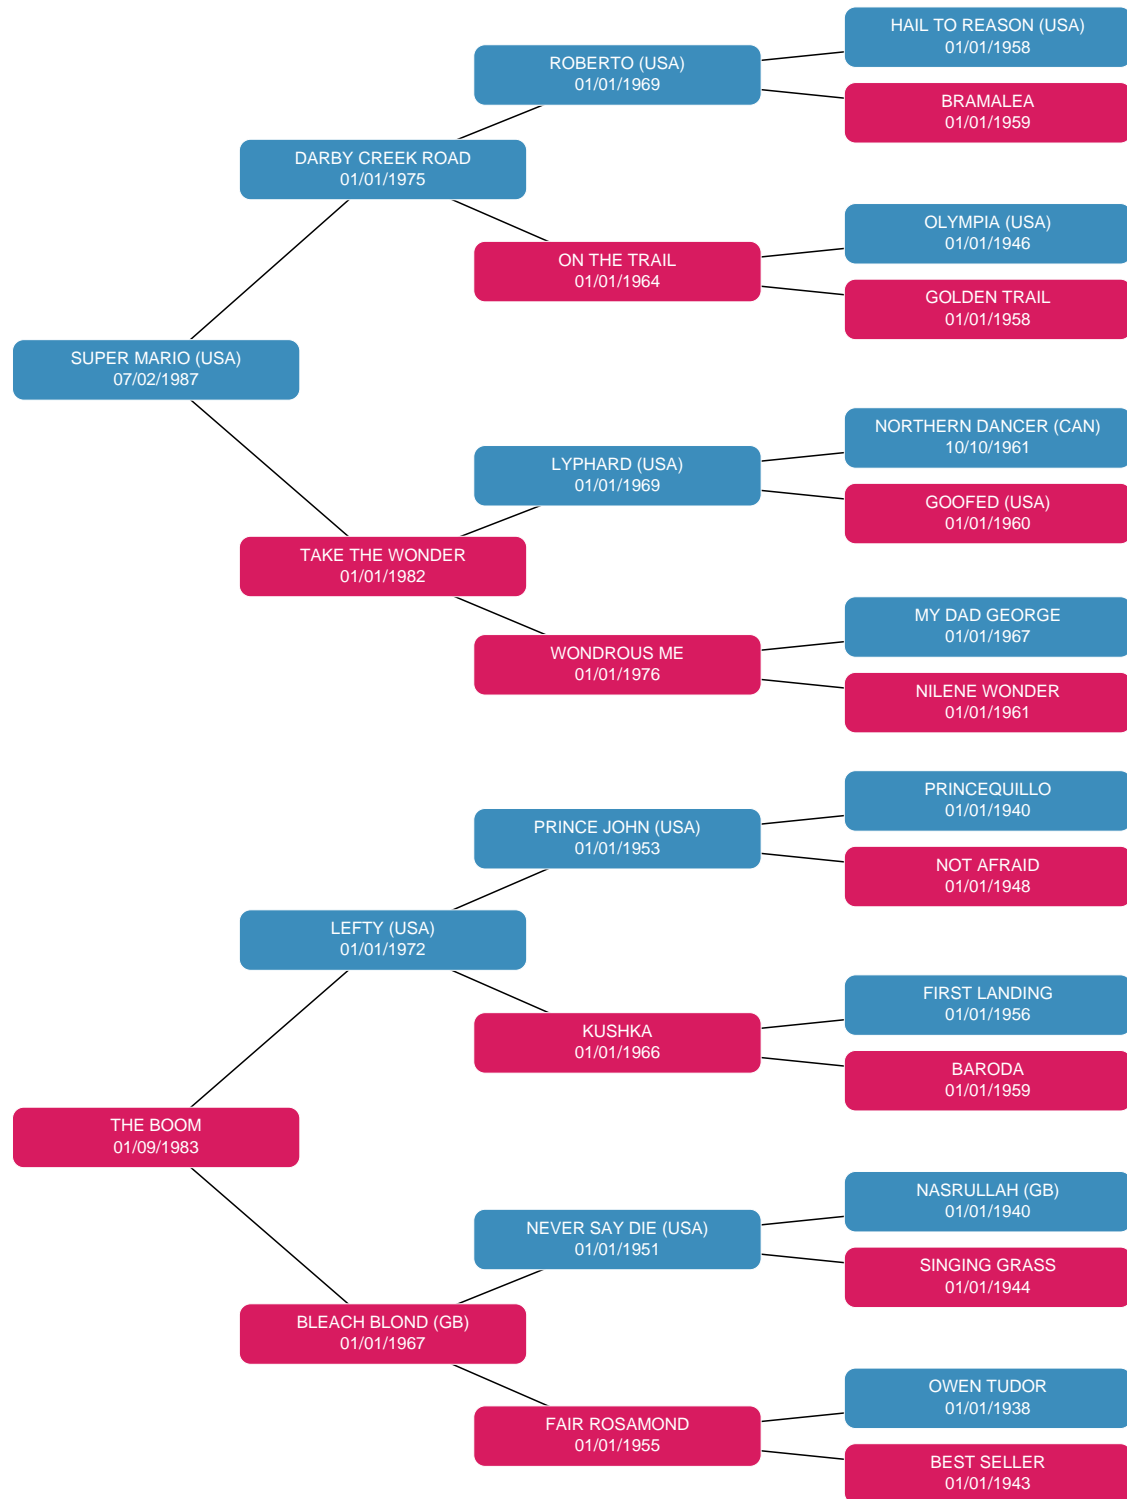 HAIL TO REASON (USA)
01/01/1958
ROBERTO (USA)
01/01/1969
BRAMALEA
01/01/1959
DARBY CREEK ROAD
01/01/1975
OLYMPIA (USA)
01/01/1946
ON THE TRAIL
01/01/1964
GOLDEN TRAIL
01/01/1958
SUPER MARIO (USA)
07/02/1987
NORTHERN DANCER (CAN)
10/10/1961
LYPHARD (USA)
01/01/1969
GOOFED (USA)
01/01/1960
TAKE THE WONDER
01/01/1982
MY DAD GEORGE
01/01/1967
WONDROUS ME
01/01/1976
NILENE WONDER
01/01/1961
PRINCEQUILLO
01/01/1940
PRINCE JOHN (USA)
01/01/1953
NOT AFRAID
01/01/1948
LEFTY (USA)
01/01/1972
FIRST LANDING
01/01/1956
KUSHKA
01/01/1966
BARODA
01/01/1959
THE BOOM
01/09/1983
NASRULLAH (GB)
01/01/1940
NEVER SAY DIE (USA)
01/01/1951
SINGING GRASS
01/01/1944
BLEACH BLOND (GB)
01/01/1967
OWEN TUDOR
01/01/1938
FAIR ROSAMOND
01/01/1955
BEST SELLER
01/01/1943